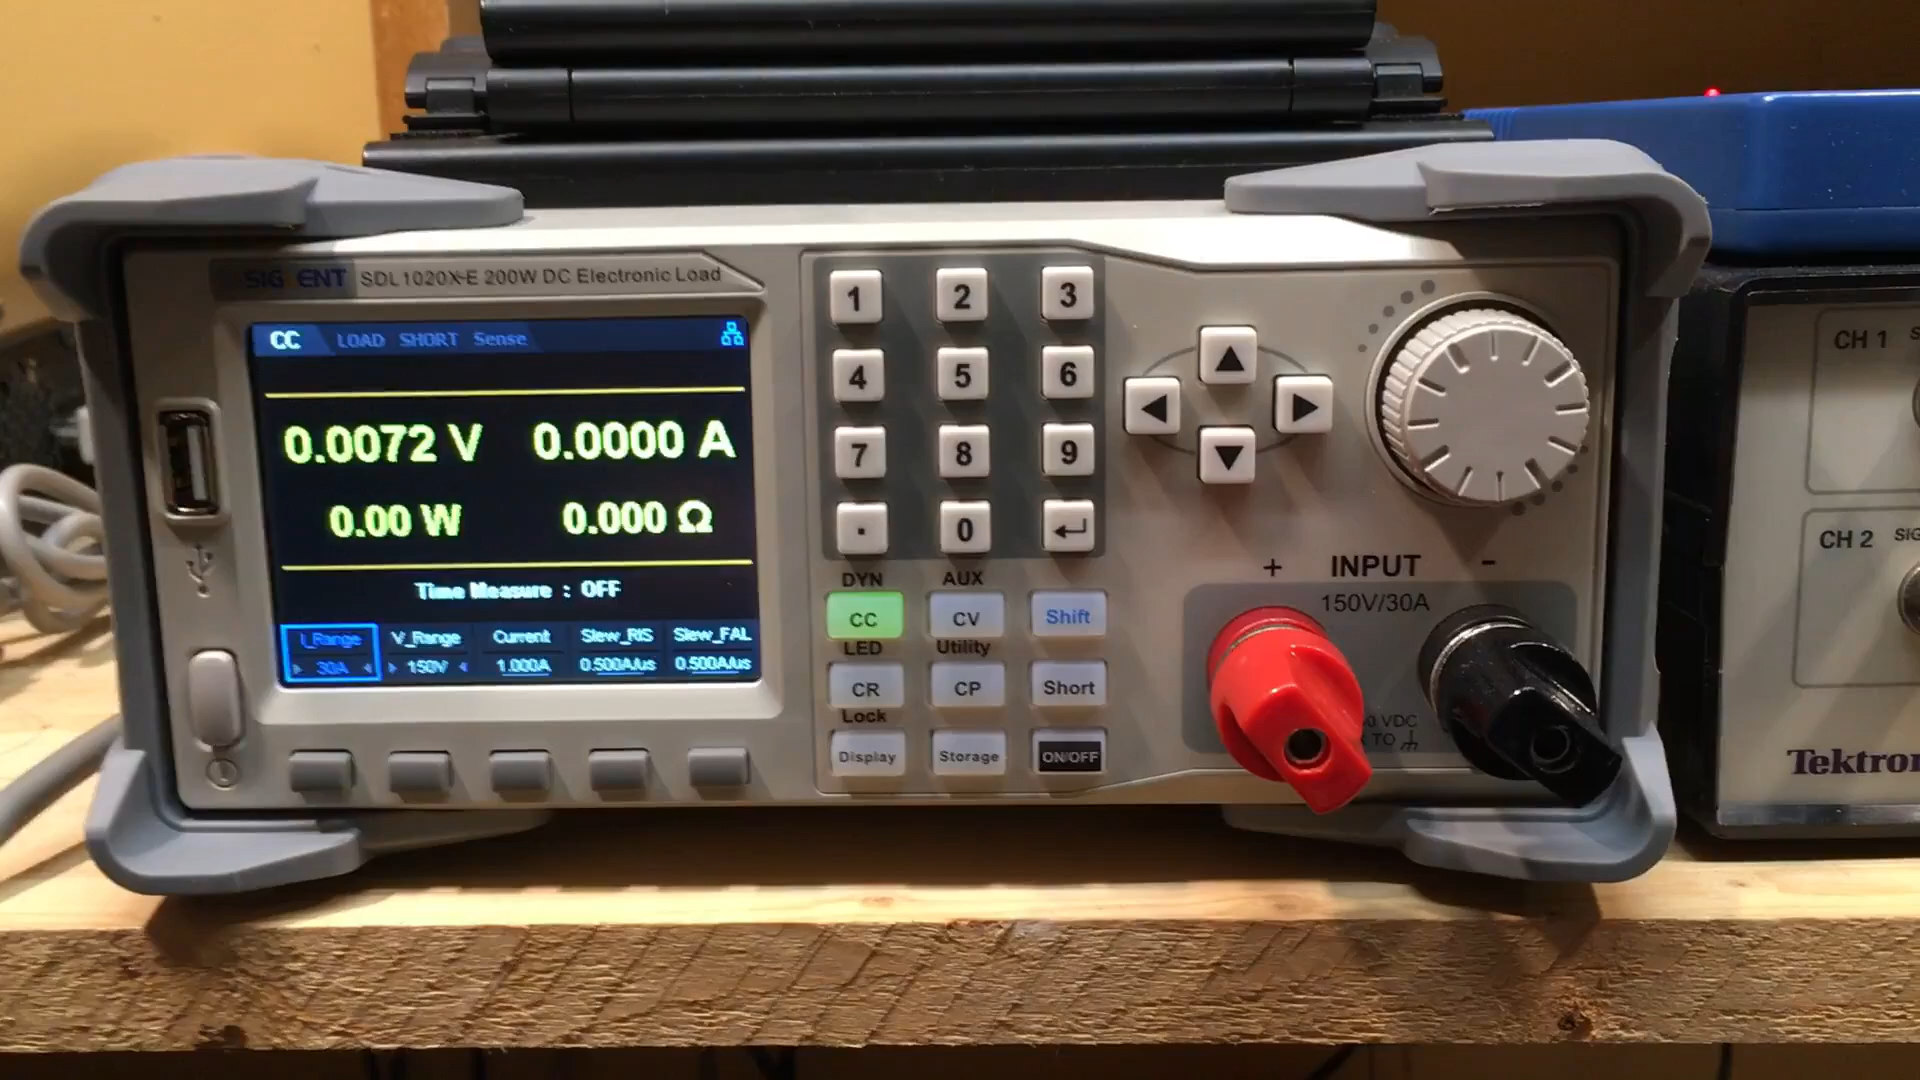 SIGLENT SDL1020X-E 200W DC Electronic Load
CC LOAD SHORT Sense
0.0072 V 0.0000 A
0.00 W 0.000 Ω
Time Measure : OFF
I_Range V_Range Current Slew_RIS Slew_FAL
30A 150V 1.000A 0.500A/us 0.500A/us
1 2 3
4 5 6
7 8 9
. 0
DYN AUX
CC CV Shift
LED Utility
CR CP Short
Lock
Display Storage ON/OFF
+ INPUT -
150V/30A
VDC
TO
CH 1
CH 2